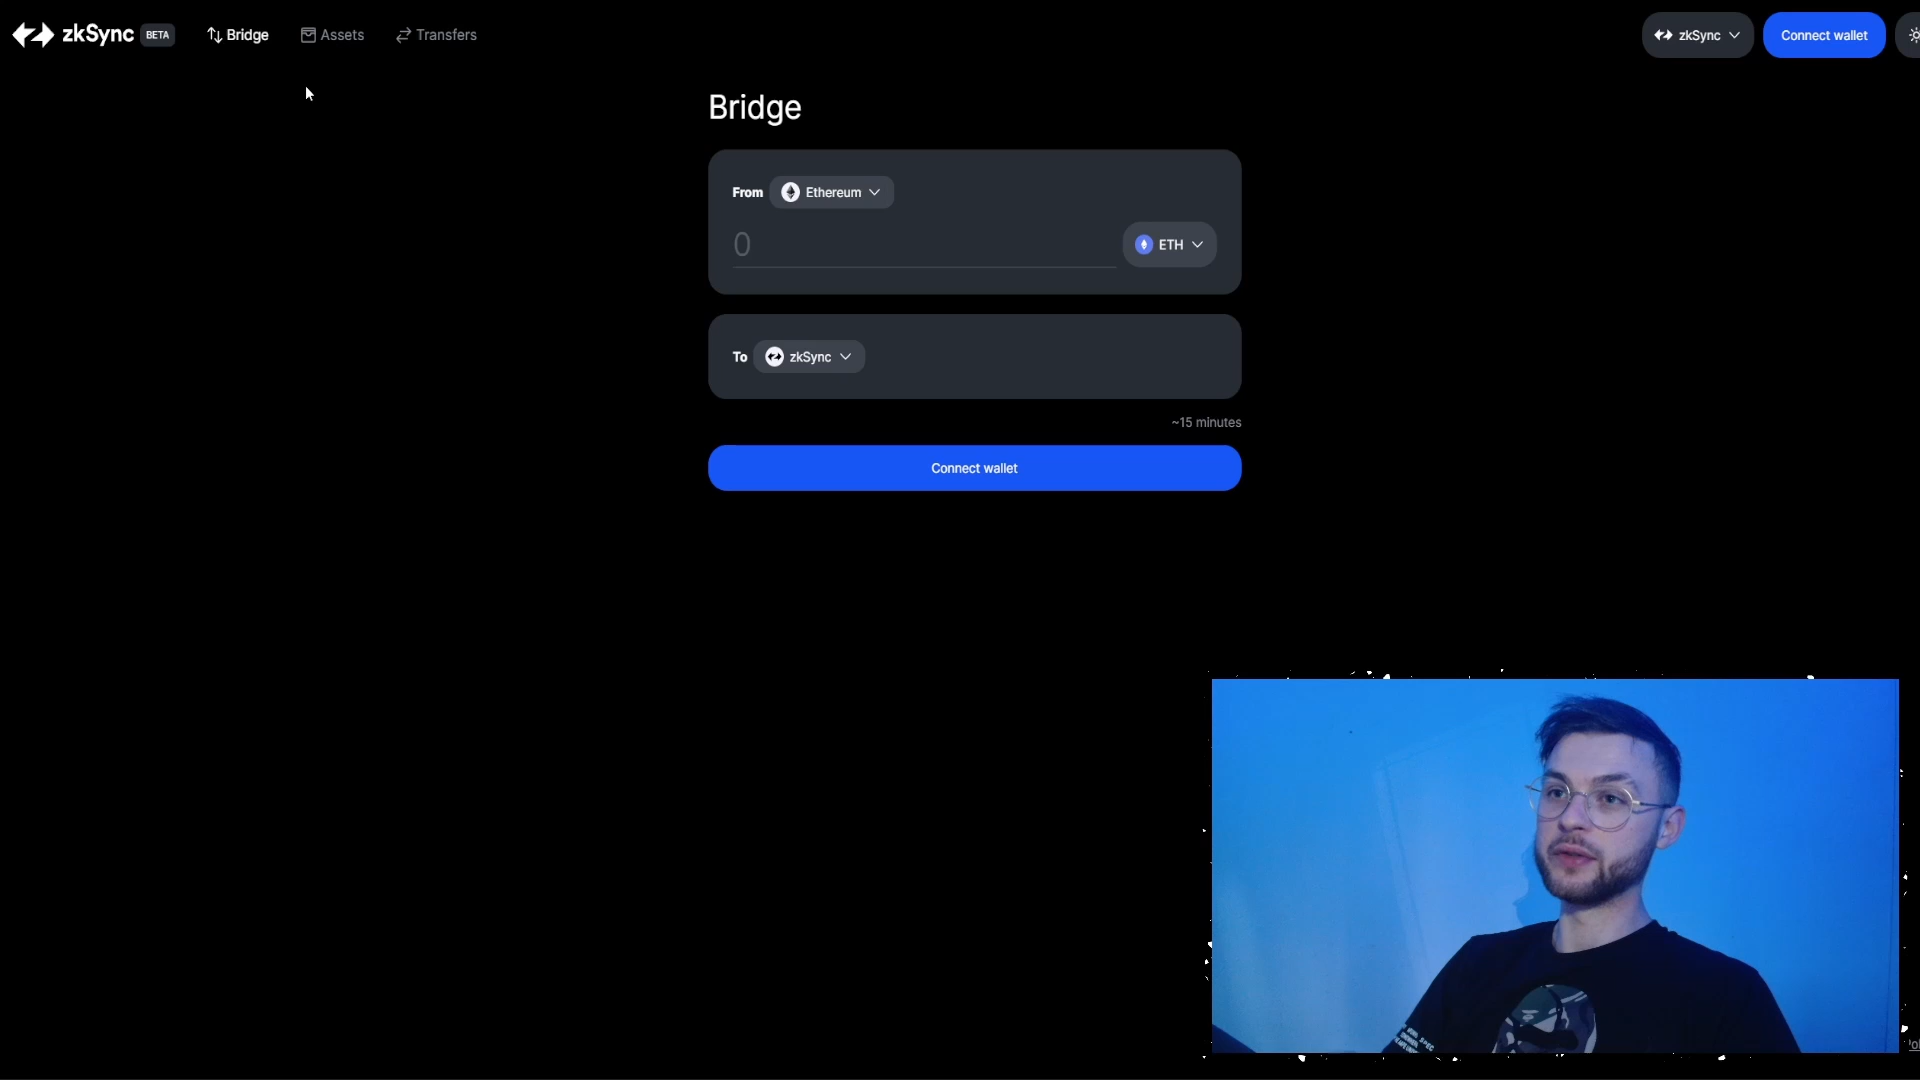 zkSync BETA Bridge Assets Transfers zkSync Connect wallet
Bridge
From Ethereum
0 ETH
To zkSync
~15 minutes
Connect wallet